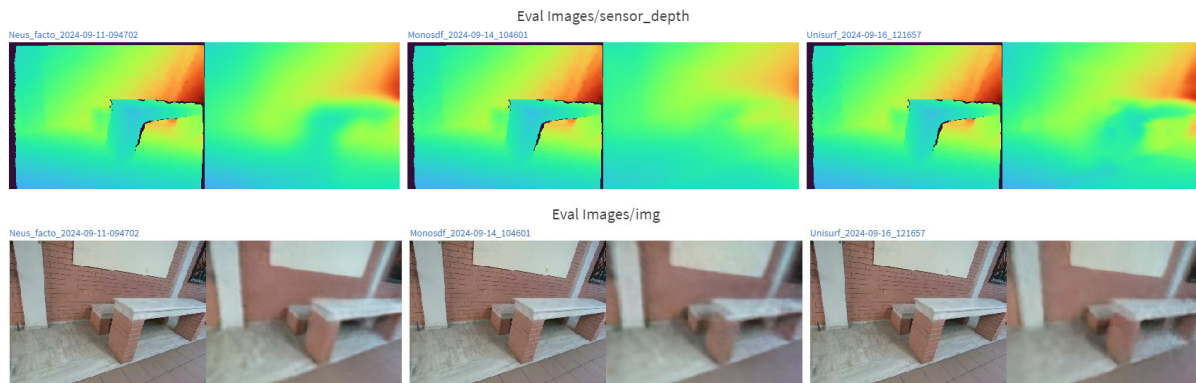 Eval Images/sensor_depth
Neus_facto_2024-09-11-094702
Monosdf_2024-09-14_104601
Unisurf_2024-09-16_121657
Eval Images/img
Neus_facto_2024-09-11-094702
Monosdf_2024-09-14_104601
Unisurf_2024-09-16_121657